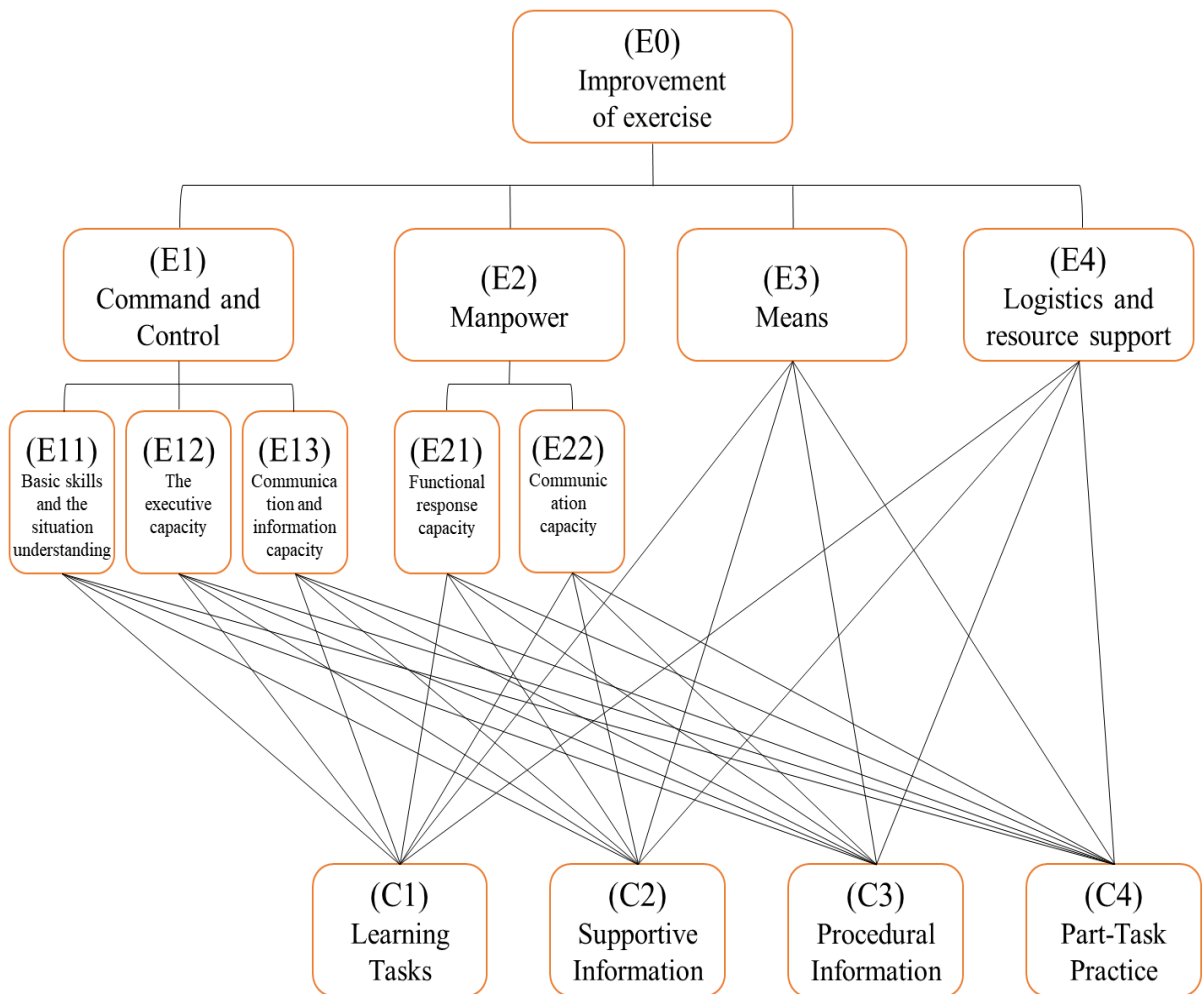 (E0)
Improvement
of exercise
(E1)
Command and
Control
(E2)
Manpower
(E3)
Means
(E4)
Logistics and
resource support
(E11)
Basic skills
and the
situation
understanding
(E12)
The
executive
capacity
(E13)
Communica
tion and
information
capacity
(E21)
Functional
response
capacity
(E22)
Communic
ation
capacity
(C1)
Learning
Tasks
(C2)
Supportive
Information
(C3)
Procedural
Information
(C4)
Part-Task
Practice